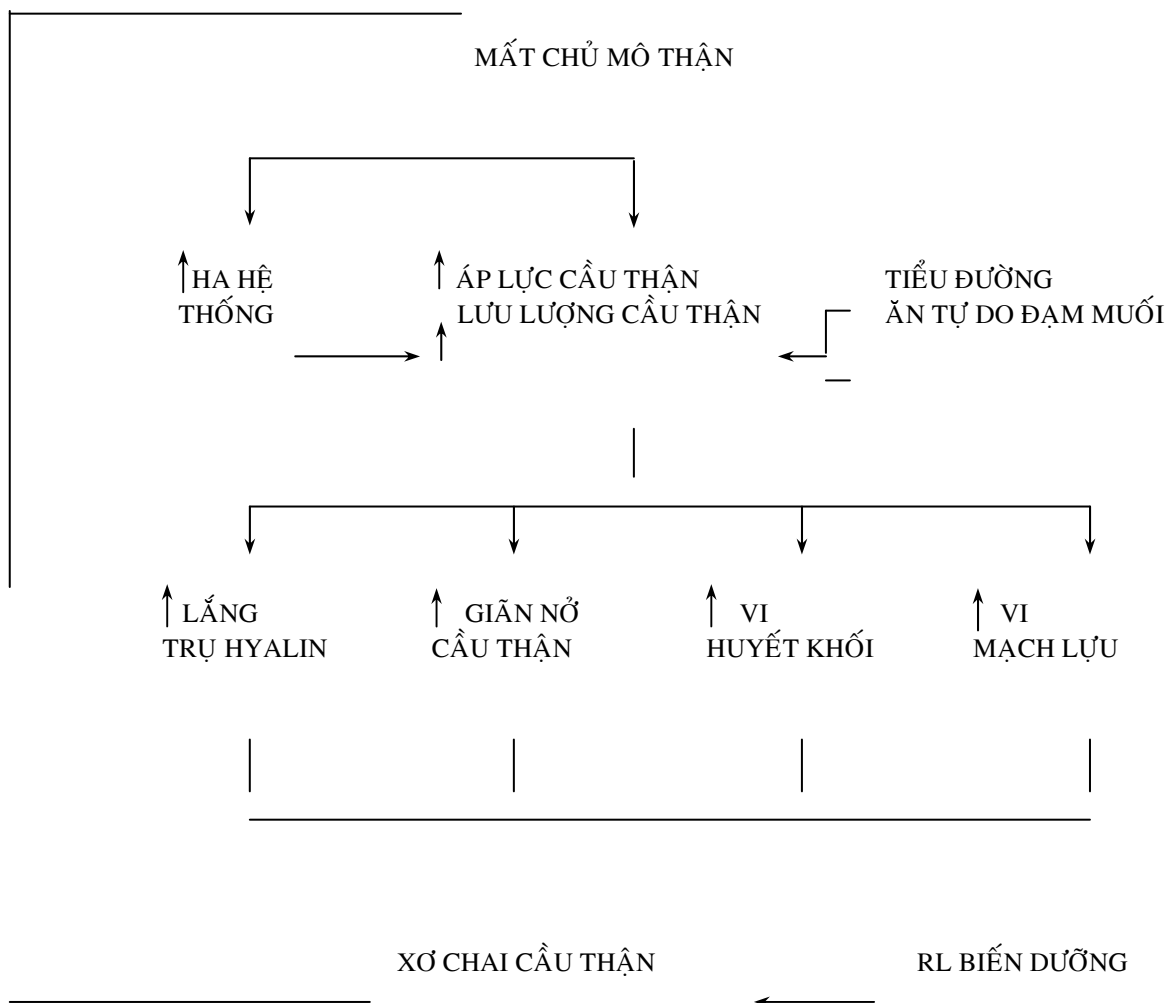 MẤT CHỦ MÔ THẬN
↑HA HỆ
THỐNG
↑ ÁP LỰC CẦU THẬN
LƯU LƯỢNG CẦU THẬN
↑
TIỂU ĐƯỜNG
ĂN TỰ DO ĐẠM MUỐI
↑ LẮNG
TRỤ HYALIN
↑ GIÃN NỞ
CẦU THẬN
↑ VI
HUYẾT KHỐI
↑ VI
MẠCH LỰU
XƠ CHAI CẦU THẬN
RL BIẾN DƯỠNG